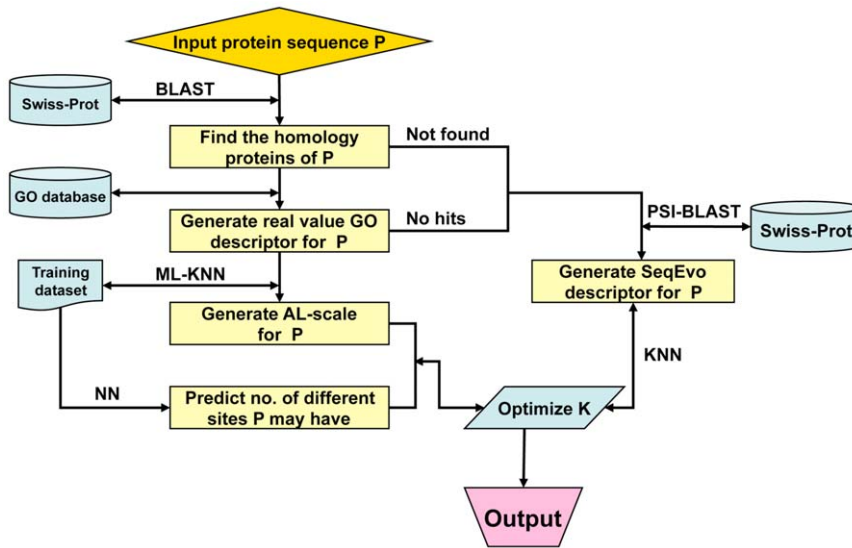 Input protein sequence P
BLAST
Swiss-Prot
Find the homology
proteins of P
Not found
GO database
Generate real value GO
descriptor for P
No hits
PSI-BLAST
Swiss-Prot
Training
dataset
ML-KNN
Generate SeqEvo
descriptor for P
Generate AL-scale
for P
KNN
NN
Predict no. of different
sites P may have
Optimize K
Output